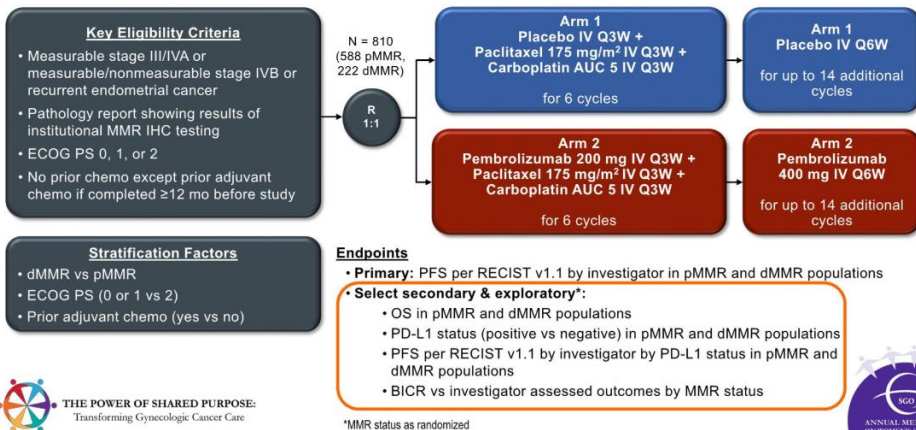 Key Eligibility Criteria
• Measurable stage III/IVA or
measurable/nonmeasurable stage IVB or
recurrent endometrial cancer
• Pathology report showing results of
institutional MMR IHC testing
• ECOG PS 0, 1, or 2
• No prior chemo except prior adjuvant
chemo if completed ≥12 mo before study
N = 810
(588 pMMR,
222 dMMR)
R
1:1
Arm 1
Placebo IV Q3W +
Paclitaxel 175 mg/m² IV Q3W +
Carboplatin AUC 5 IV Q3W
for 6 cycles
Arm 1
Placebo IV Q6W
for up to 14 additional
cycles
Arm 2
Pembrolizumab 200 mg IV Q3W +
Paclitaxel 175 mg/m² IV Q3W +
Carboplatin AUC 5 IV Q3W
for 6 cycles
Arm 2
Pembrolizumab
400 mg IV Q6W
for up to 14 additional
cycles
Stratification Factors
• dMMR vs pMMR
• ECOG PS (0 or 1 vs 2)
• Prior adjuvant chemo (yes vs no)
Endpoints
• Primary: PFS per RECIST v1.1 by investigator in pMMR and dMMR populations
• Select secondary & exploratory*:
• OS in pMMR and dMMR populations
• PD-L1 status (positive vs negative) in pMMR and dMMR populations
• PFS per RECIST v1.1 by investigator by PD-L1 status in pMMR and
dMMR populations
• BICR vs investigator assessed outcomes by MMR status
*MMR status as randomized
THE POWER OF SHARED PURPOSE:
Transforming Gynecologic Cancer Care
SGO
ANNUAL